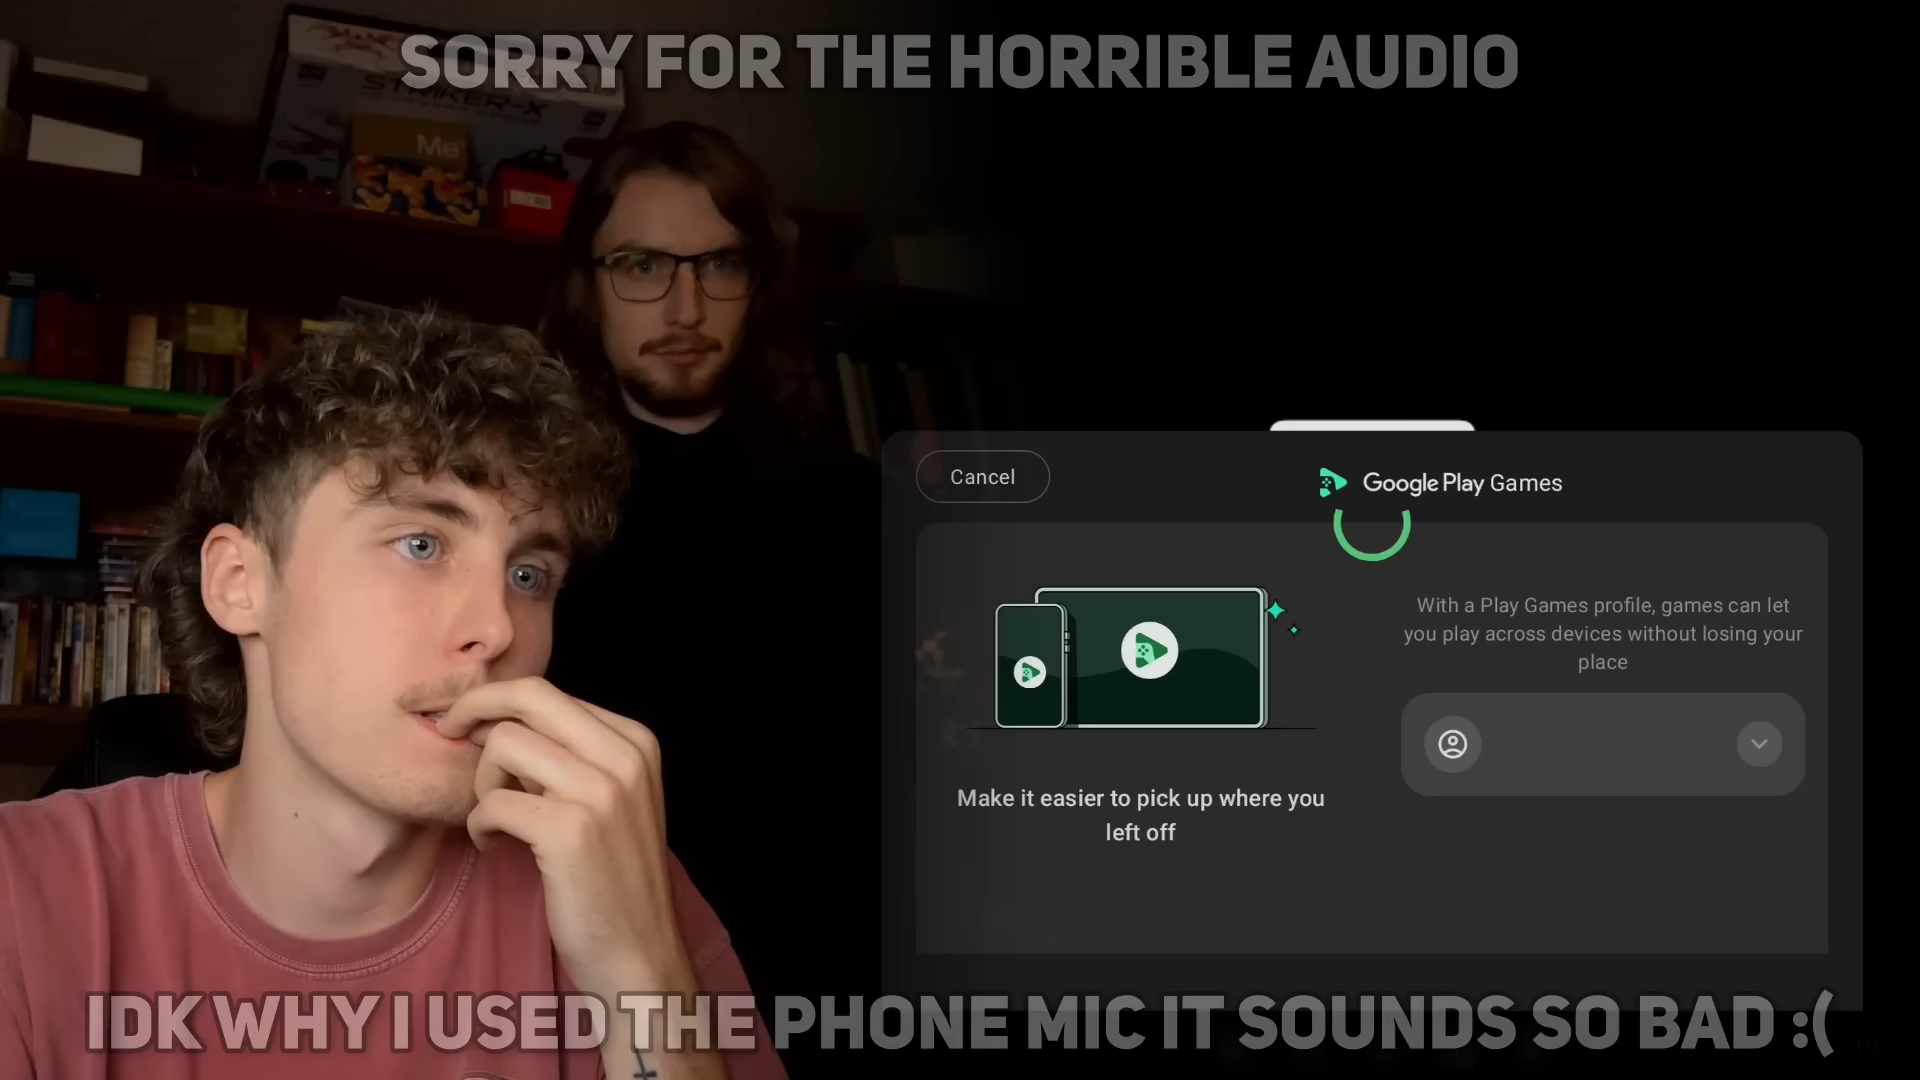 SORRY FOR THE HORRIBLE AUDIO
STRIKER-X
Me
Cancel
Google Play Games
With a Play Games profile, games can let
you play across devices without losing your
place
Make it easier to pick up where you
left off
IDK WHY I USED THE PHONE MIC IT SOUNDS SO BAD :(